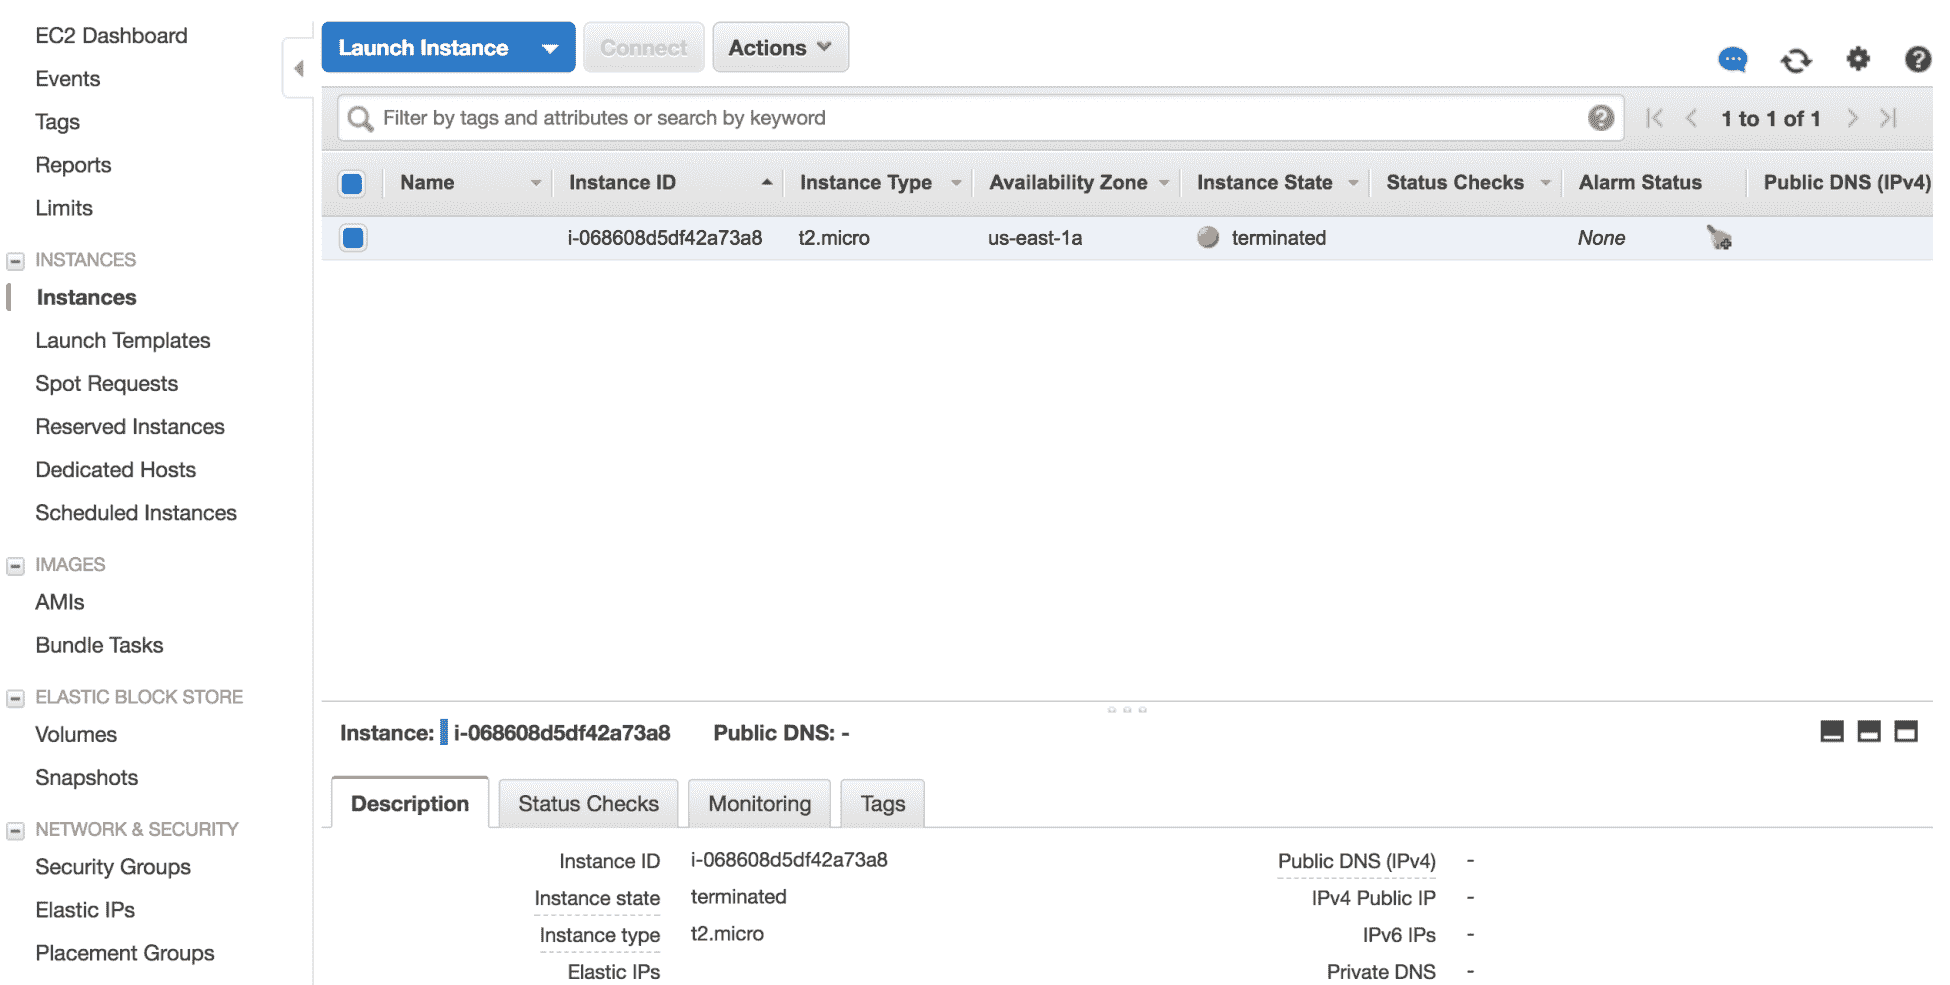 EC2 Dashboard
Events
Tags
Reports
Limits
INSTANCES
Instances
Launch Templates
Spot Requests
Reserved Instances
Dedicated Hosts
Scheduled Instances
IMAGES
AMIs
Bundle Tasks
ELASTIC BLOCK STORE
Volumes
Snapshots
NETWORK & SECURITY
Security Groups
Elastic IPs
Placement Groups
Launch Instance Connect Actions
Filter by tags and attributes or search by keyword 1 to 1 of 1
Name Instance ID Instance Type Availability Zone Instance State Status Checks Alarm Status Public DNS (IPv4)
i-068608d5df42a73a8 t2.micro us-east-1a terminated None
Instance: i-068608d5df42a73a8 Public DNS: -
Description Status Checks Monitoring Tags
Instance ID i-068608d5df42a73a8 Public DNS (IPv4) -
Instance state terminated IPv4 Public IP -
Instance type t2.micro IPv6 IPs -
Elastic IPs Private DNS -